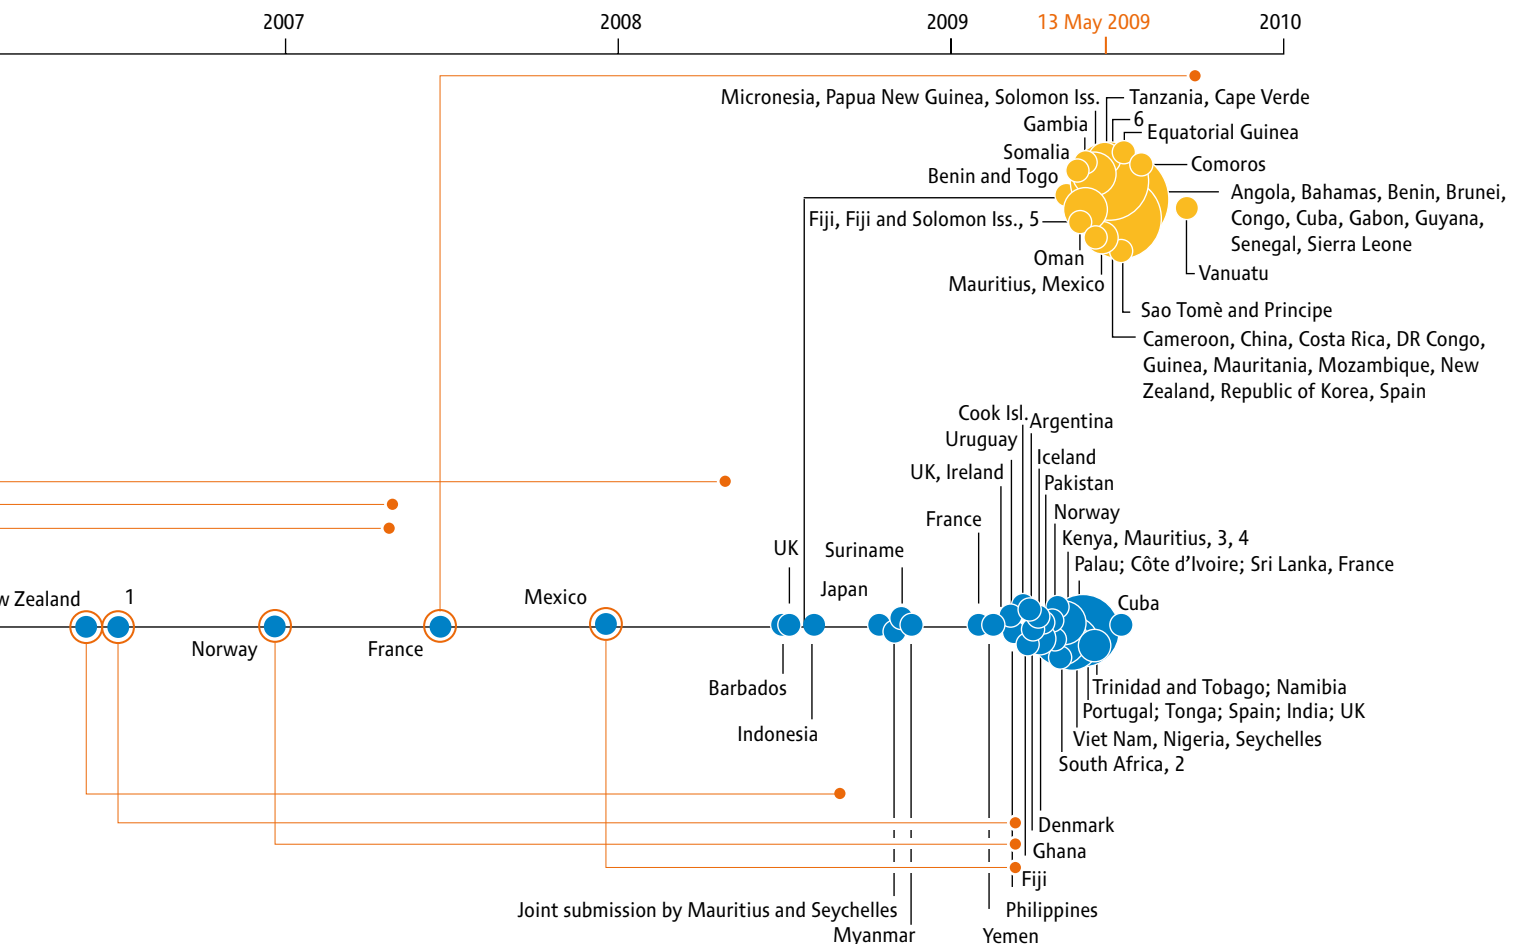 2007
2008
2009
13 May 2009
2010
Micronesia, Papua New Guinea, Solomon Iss.
Tanzania, Cape Verde
Gambia
6
Equatorial Guinea
Somalia
Comoros
Benin and Togo
Angola, Bahamas, Benin, Brunei,
Congo, Cuba, Gabon, Guyana,
Senegal, Sierra Leone
Fiji, Fiji and Solomon Iss., 5
Oman
Vanuatu
Mauritius, Mexico
Sao Tomè and Principe
Cameroon, China, Costa Rica, DR Congo,
Guinea, Mauritania, Mozambique, New
Zealand, Republic of Korea, Spain
Cook Isl.
Argentina
Uruguay
Iceland
UK, Ireland
Pakistan
France
Norway
Kenya, Mauritius, 3, 4
UK
Suriname
Palau; Côte d'Ivoire; Sri Lanka, France
Japan
w Zealand
1
Mexico
Cuba
Norway
France
Barbados
Trinidad and Tobago; Namibia
Portugal; Tonga; Spain; India; UK
Indonesia
Viet Nam, Nigeria, Seychelles
South Africa, 2
Denmark
Ghana
Fiji
Joint submission by Mauritius and Seychelles
Philippines
Myanmar
Yemen